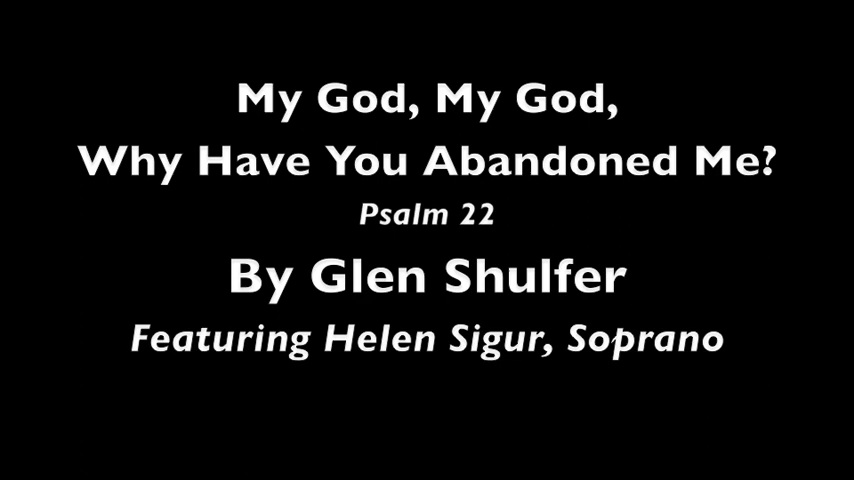 My God, My God,
Why Have You Abandoned Me?
Psalm 22
By Glen Shulfer
Featuring Helen Sigur, Soprano